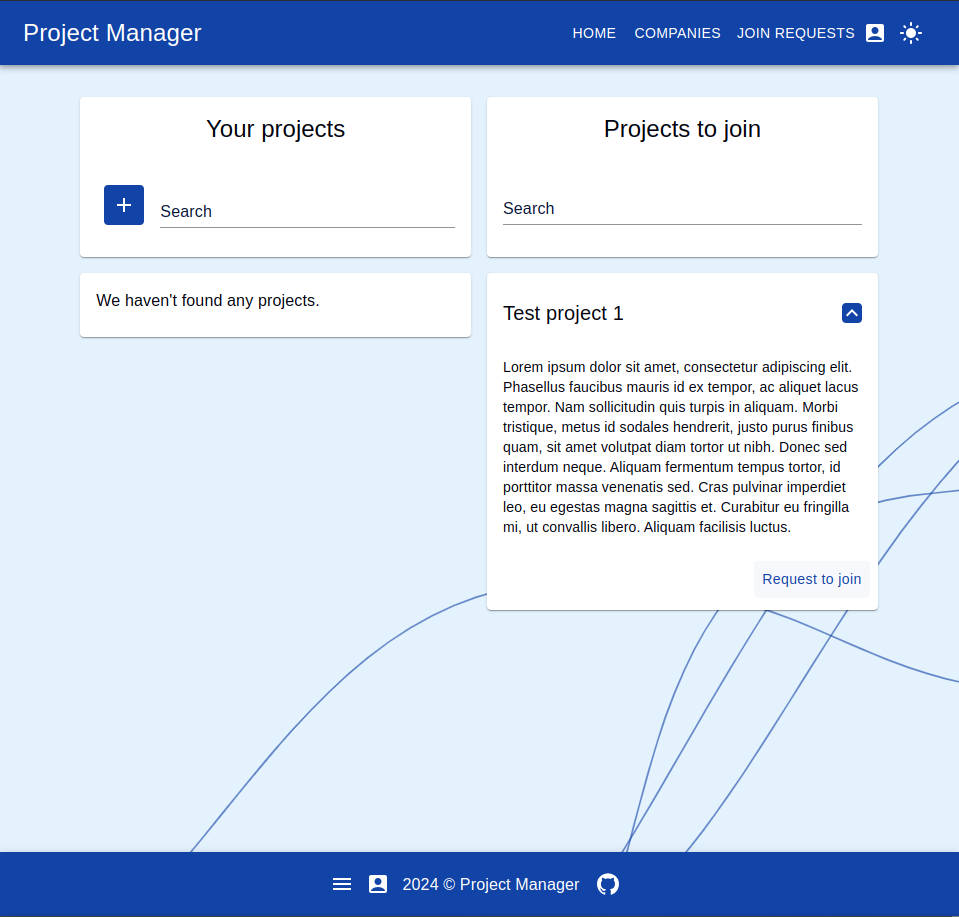 Project Manager
HOME COMPANIES JOIN REQUESTS
Your projects
Search
We haven't found any projects.
Projects to join
Search
Test project 1
Lorem ipsum dolor sit amet, consectetur adipiscing elit.
Phasellus faucibus mauris id ex tempor, ac aliquet lacus
tempor. Nam sollicitudin quis turpis in aliquam. Morbi
tristique, metus id sodales hendrerit, justo purus finibus
quam, sit amet volutpat diam tortor ut nibh. Donec sed
interdum neque. Aliquam fermentum tempus tortor, id
porttitor massa venenatis sed. Cras pulvinar imperdiet
leo, eu egestas magna sagittis et. Curabitur eu fringilla
mi, ut convallis libero. Aliquam facilisis luctus.
Request to join
2024 © Project Manager